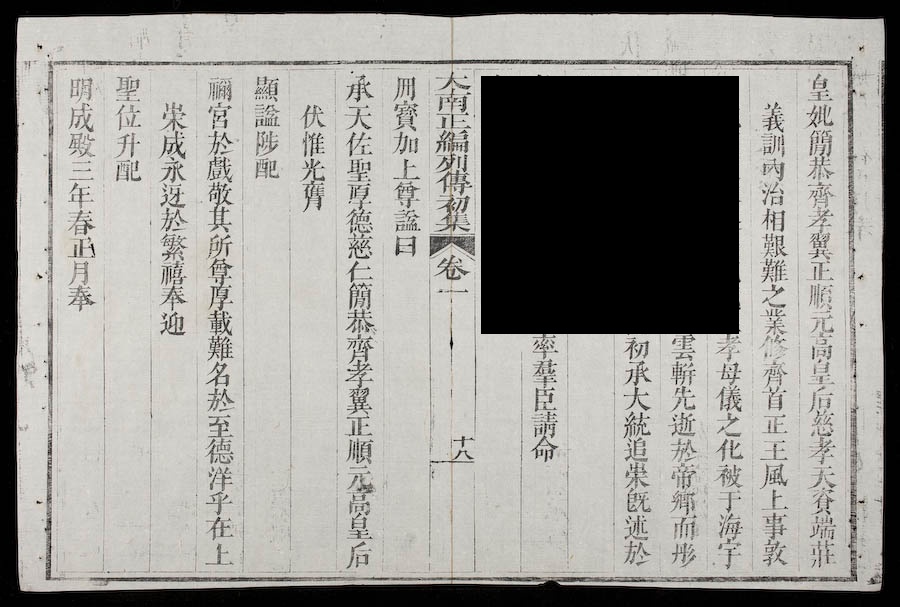 皇妣簡恭齊孝翼正順元高皇后慈孝天賚端莊
義訓內治相艱難之業修齊首正王風上事敦
孝母儀之化被于海宇
雲輧先逝於帝鄉而彤
初承大統追崇旣述於
率羣臣請命
大南正編列傳初集 卷一 十八
冊寶加上尊謚曰
承天佐聖厚德慈仁簡恭齊孝翼正順元高皇后
伏惟光膺
顯謚陟配
禰宮於戲敬其所尊厚載難名於至德洋乎在上
崇成永迓於繁禧奉迎
聖位升配
明成殿三年春正月奉